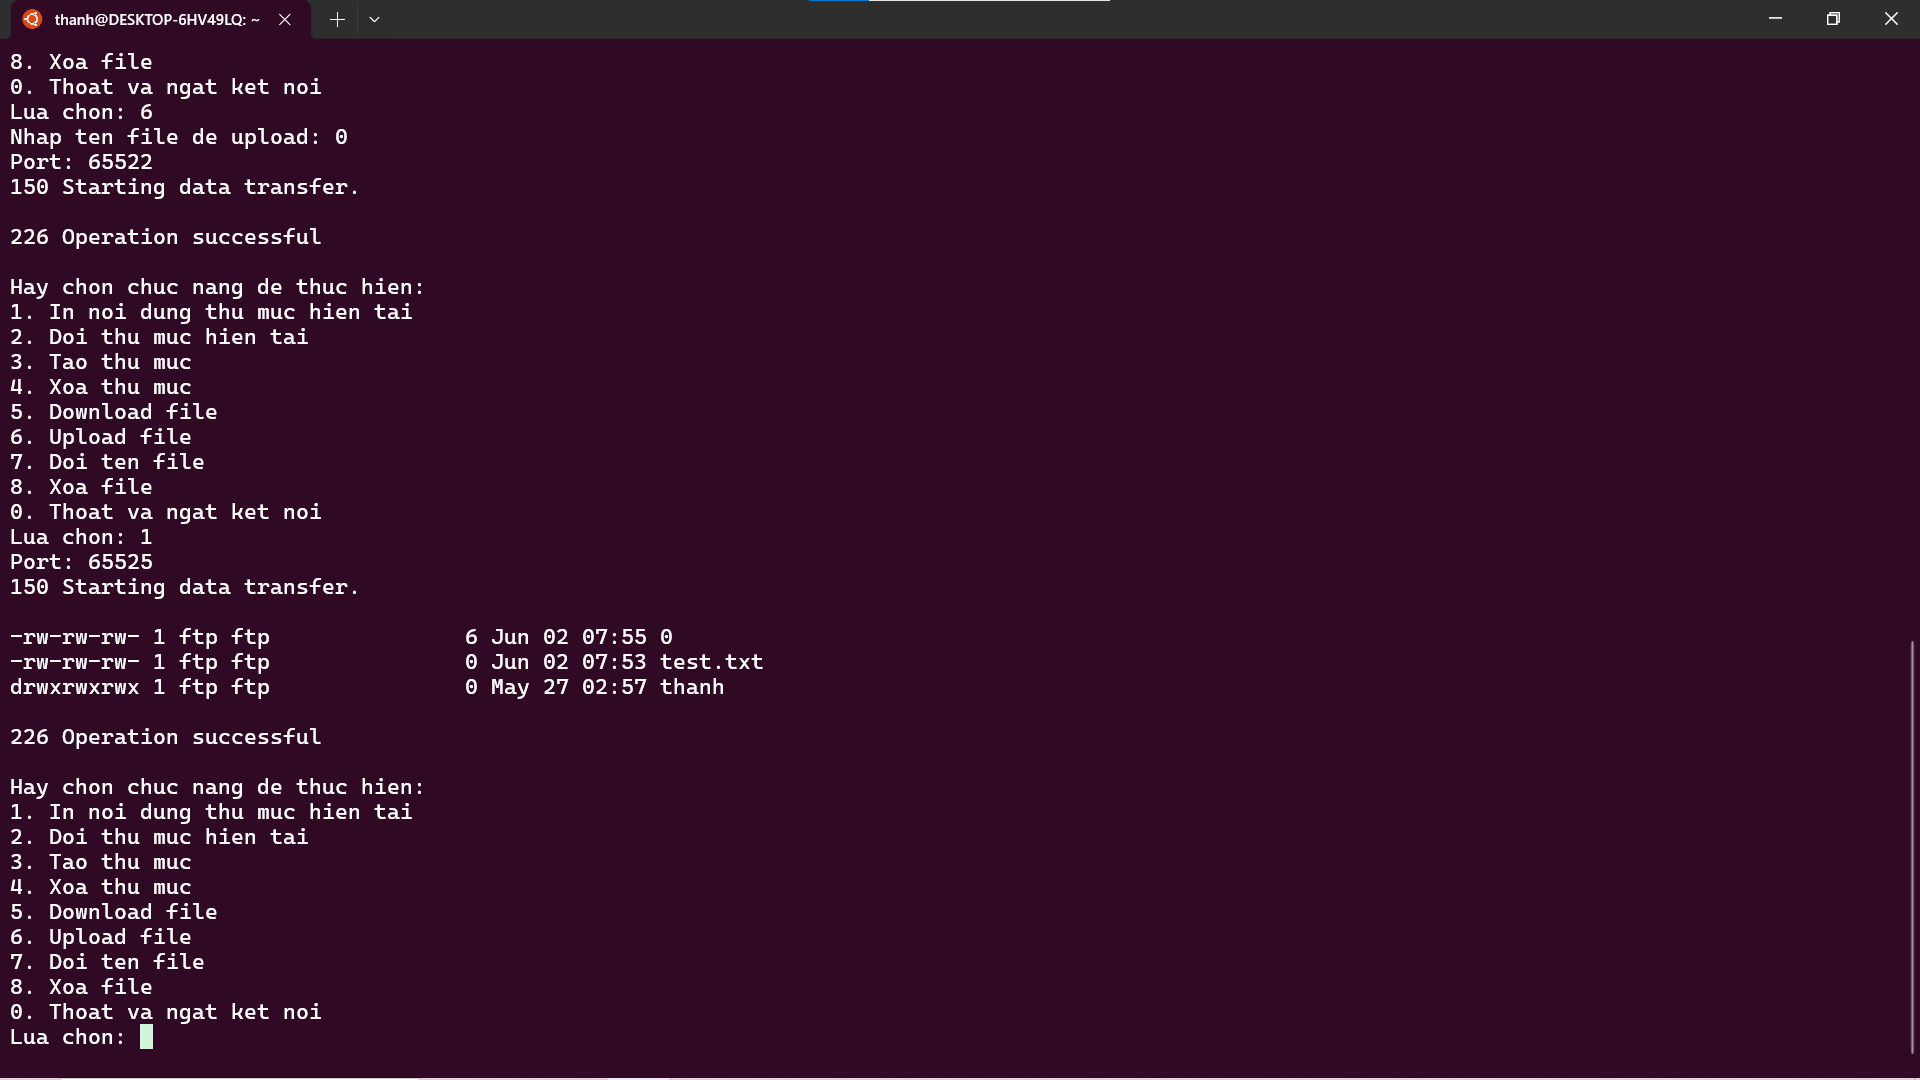 thanh@DESKTOP-6HV49LQ: ~
8. Xoa file
0. Thoat va ngat ket noi
Lua chon: 6
Nhap ten file de upload: 0
Port: 65522
150 Starting data transfer.
226 Operation successful
Hay chon chuc nang de thuc hien:
1. In noi dung thu muc hien tai
2. Doi thu muc hien tai
3. Tao thu muc
4. Xoa thu muc
5. Download file
6. Upload file
7. Doi ten file
8. Xoa file
0. Thoat va ngat ket noi
Lua chon: 1
Port: 65525
150 Starting data transfer.
-rw-rw-rw- 1 ftp ftp               6 Jun 02 07:55 0
-rw-rw-rw- 1 ftp ftp               0 Jun 02 07:53 test.txt
drwxrwxrwx 1 ftp ftp               0 May 27 02:57 thanh
226 Operation successful
Hay chon chuc nang de thuc hien:
1. In noi dung thu muc hien tai
2. Doi thu muc hien tai
3. Tao thu muc
4. Xoa thu muc
5. Download file
6. Upload file
7. Doi ten file
8. Xoa file
0. Thoat va ngat ket noi
Lua chon: